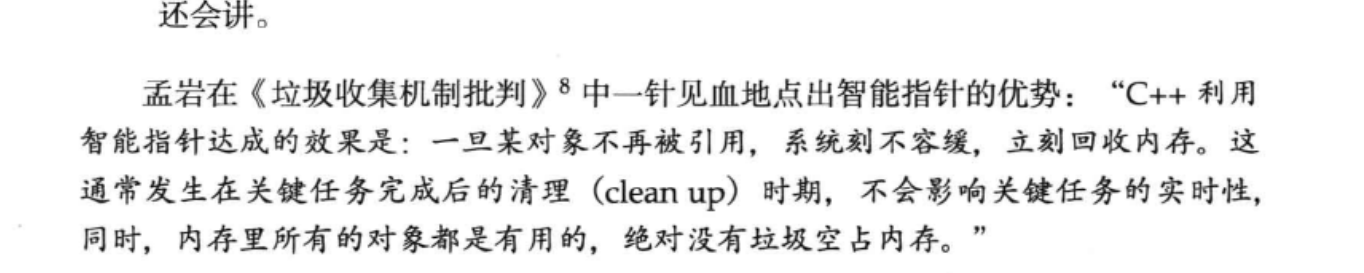 还会讲。
孟岩在《垃圾收集机制批判》8 中一针见血地点出智能指针的优势：“C++ 利用
智能指针达成的效果是：一旦某对象不再被引用，系统刻不容缓，立刻回收内存。这
通常发生在关键任务完成后的清理（clean up）时期，不会影响关键任务的实时性，
同时，内存里所有的对象都是有用的，绝对没有垃圾空占内存。”